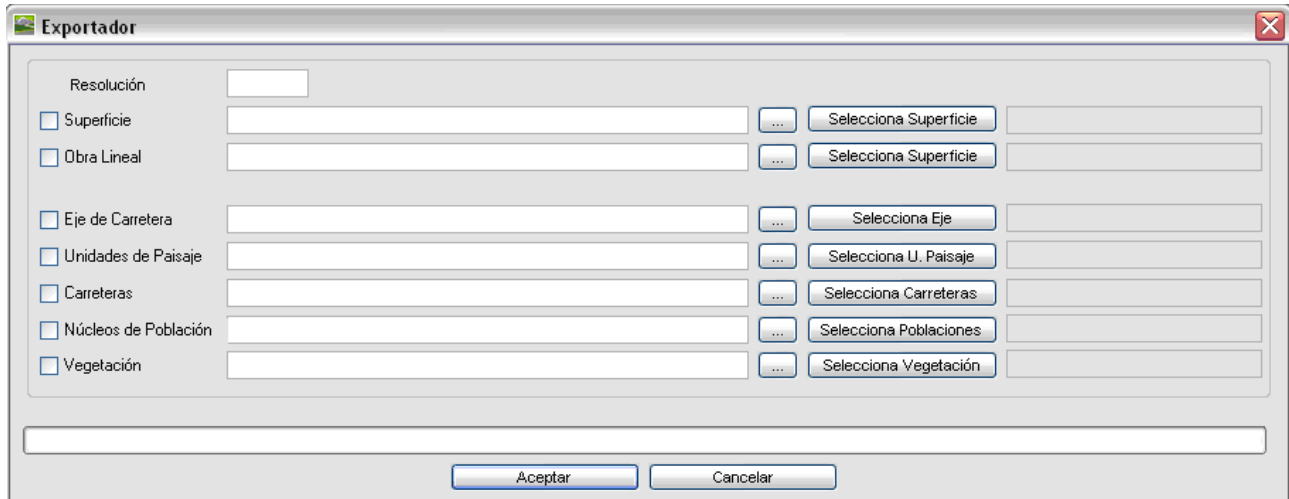 Exportador
Resolución
Superficie ... Selecciona Superficie
Obra Lineal ... Selecciona Superficie
Eje de Carretera ... Selecciona Eje
Unidades de Paisaje ... Selecciona U. Paisaje
Carreteras ... Selecciona Carreteras
Núcleos de Población ... Selecciona Poblaciones
Vegetación ... Selecciona Vegetación
Aceptar Cancelar